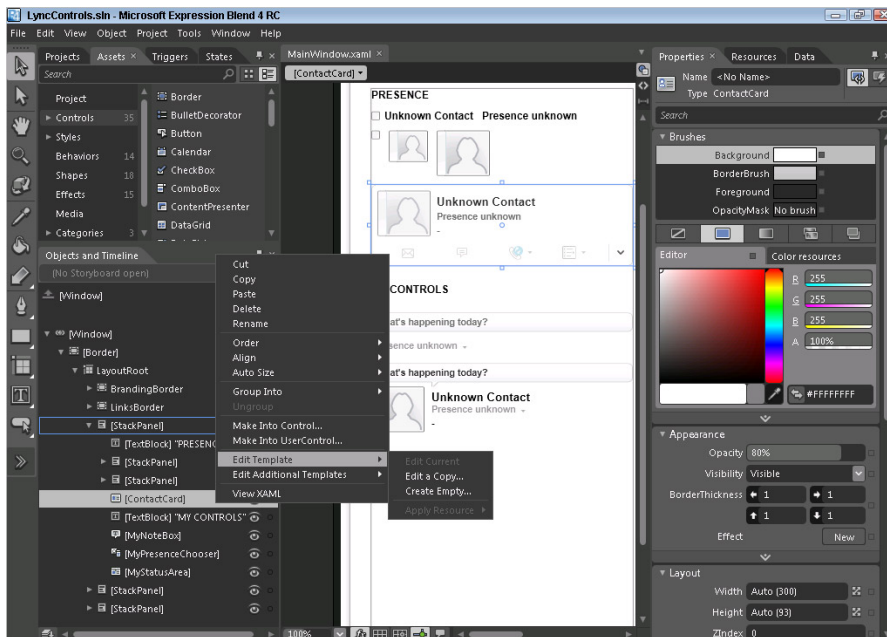 LyncControls.sln - Microsoft Expression Blend 4 RC
File Edit View Object Project Tools Window Help
Projects Assets × Triggers States
Search
Project
Controls 35
Styles
Behaviors 14
Shapes 18
Effects 15
Media
Categories 3
Border
BulletDecorator
Button
Calendar
CheckBox
ComboBox
ContentPresenter
DataGrid
Objects and Timeline
(No Storyboard open)
[Window]
[Window]
[Border]
LayoutRoot
BrandingBorder
LinksBorder
[StackPanel]
[TextBlock] "PRESENC
[StackPanel]
[StackPanel]
[ContactCard]
[TextBlock] "MY CONTROLS"
[MyNoteBox]
[MyPresenceChooser]
[MyStatusArea]
[StackPanel]
[StackPanel]
Cut
Copy
Paste
Delete
Rename
Order
Align
Auto Size
Group Into
Ungroup
Make Into Control...
Make Into UserControl...
Edit Template
Edit Additional Templates
View XAML
Edit Current
Edit a Copy...
Create Empty...
Apply Resource
MainWindow.xaml ×
[ContactCard]
PRESENCE
Unknown Contact Presence unknown
Unknown Contact
Presence unknown
-
CONTROLS
at's happening today?
sence unknown
at's happening today?
Unknown Contact
Presence unknown
-
100%
Properties × Resources Data
Name <No Name>
Type ContactCard
Search
Brushes
Background
BorderBrush
Foreground
OpacityMask No brush
Editor Color resources
R 255
G 255
B 255
A 100%
#FFFFFFFF
Appearance
Opacity 80%
Visibility Visible
BorderThickness 1 1
1 1
Effect New
Layout
Width Auto (300)
Height Auto (93)
ZIndex 0